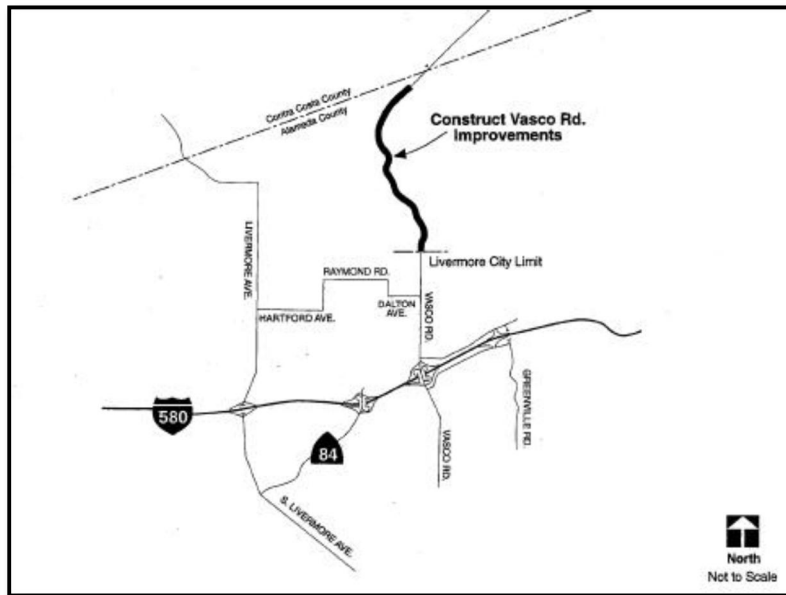 Contra Costa County
Alameda County
Construct Vasco Rd.
Improvements
LIVERMORE AVE.
Livermore City Limit
RAYMOND RD.
HARTFORD AVE.
DALTON
AVE.
VASCO RD.
GREENVILLE RD.
580
84
VASCO RD.
S. LIVERMORE AVE.
North
Not to Scale